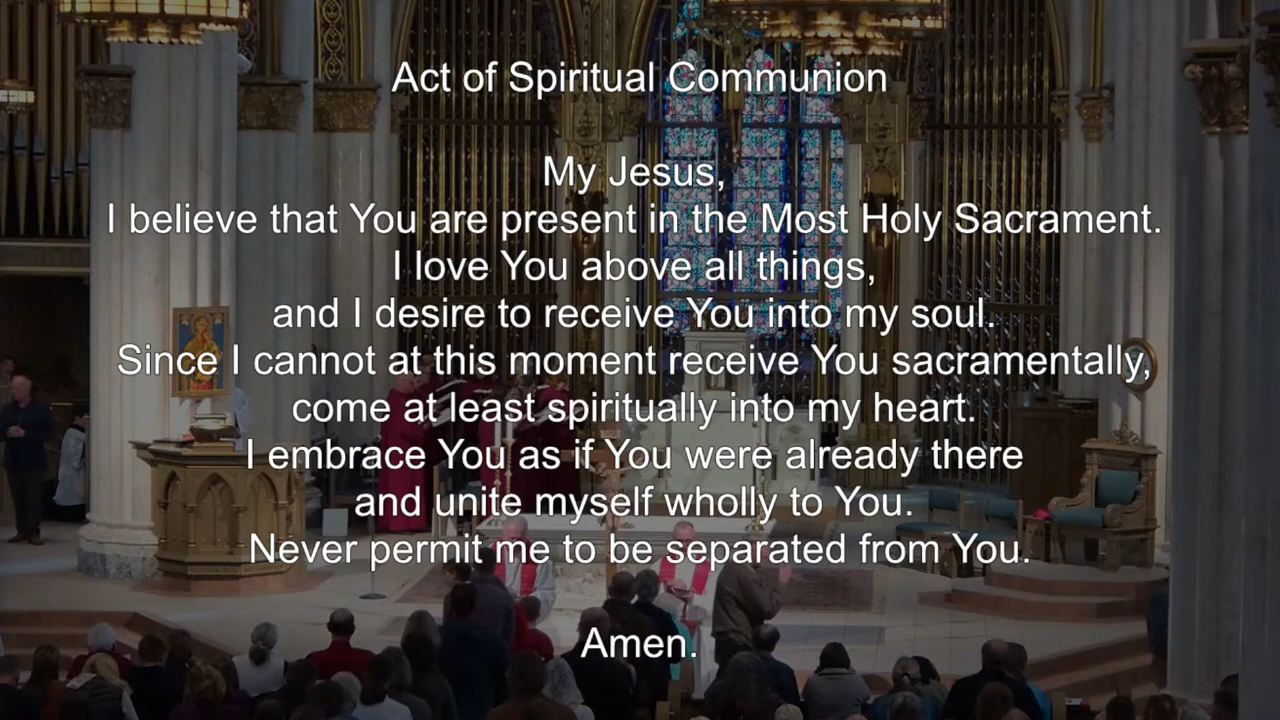 Act of Spiritual Communion
My Jesus,
I believe that You are present in the Most Holy Sacrament.
I love You above all things,
and I desire to receive You into my soul.
Since I cannot at this moment receive You sacramentally,
come at least spiritually into my heart.
I embrace You as if You were already there
and unite myself wholly to You.
Never permit me to be separated from You.
Amen.